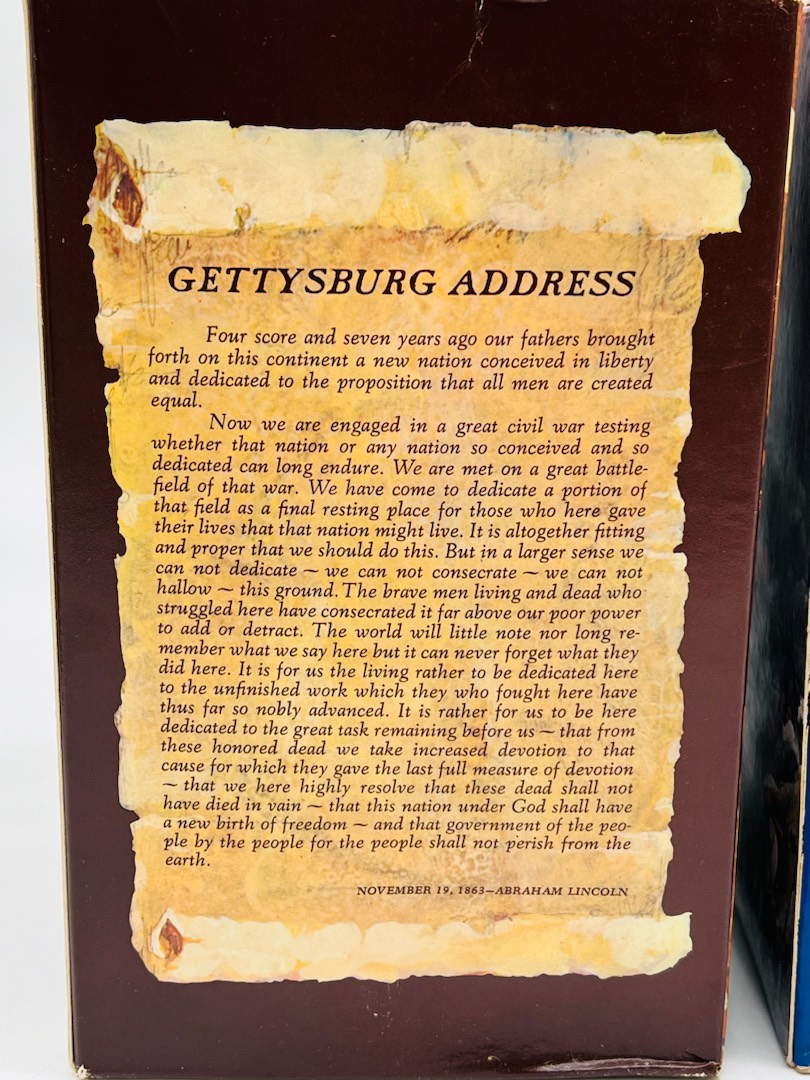 GETTYSBURG ADDRESS
Four score and seven years ago our fathers brought
forth on this continent a new nation conceived in liberty
and dedicated to the proposition that all men are created
equal.
Now we are engaged in a great civil war testing
whether that nation or any nation so conceived and so
dedicated can long endure. We are met on a great battle-
field of that war. We have come to dedicate a portion of
that field as a final resting place for those who here gave
their lives that that nation might live. It is altogether fitting
and proper that we should do this. But in a larger sense we
can not dedicate ~ we can not consecrate ~ we can not
hallow ~ this ground. The brave men living and dead who
struggled here have consecrated it far above our poor power
to add or detract. The world will little note nor long re-
member what we say here but it can never forget what they
did here. It is for us the living rather to be dedicated here
to the unfinished work which they who fought here have
thus far so nobly advanced. It is rather for us to be here
dedicated to the great task remaining before us ~ that from
these honored dead we take increased devotion to that
cause for which they gave the last full measure of devotion
~ that we here highly resolve that these dead shall not
have died in vain ~ that this nation under God shall have
a new birth of freedom ~ and that government of the peo-
ple by the people for the people shall not perish from the
earth.
NOVEMBER 19, 1863—ABRAHAM LINCOLN